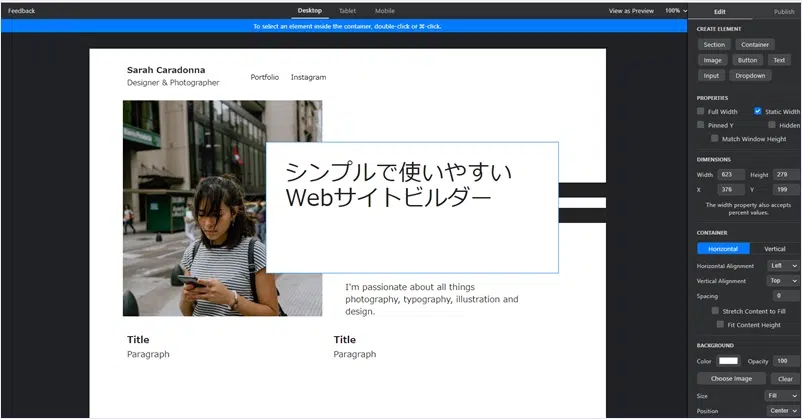 Feedback
Desktop Tablet Mobile
View as Preview 100%
Edit Publish
To select an element inside the container, double-click or ⌘-click.
Sarah Caradonna
Designer & Photographer
Portfolio Instagram
シンプルで使いやすい
Webサイトビルダー
I'm passionate about all things
photography, typography, illustration and
design.
Title
Paragraph
Title
Paragraph
CREATE ELEMENT
Section Container
Image Button Text
Input Dropdown
PROPERTIES
Full Width Static Width
Pinned Y Hidden
Match Window Height
DIMENSIONS
Width 623 Height 279
X 376 Y 199
The width property also accepts
percent values.
CONTAINER
Horizontal Vertical
Horizontal Alignment Left
Vertical Alignment Top
Spacing 0
Stretch Content to Fill
Fit Content Height
BACKGROUND
Color Opacity 100
Choose Image Clear
Size Fill
Position Center